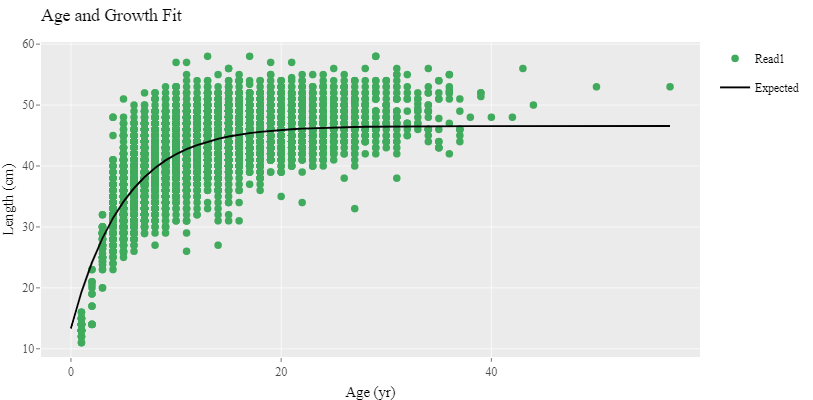 Age and Growth Fit
60
50
40
30
20
10
Length (cm)
0
20
40
Age (yr)
Read1
Expected